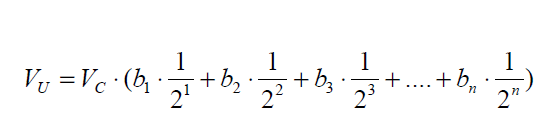 V_U = V_C · (b_1 · 1/2^1 + b_2 · 1/2^2 + b_3 · 1/2^3 + .... + b_n · 1/2^n)